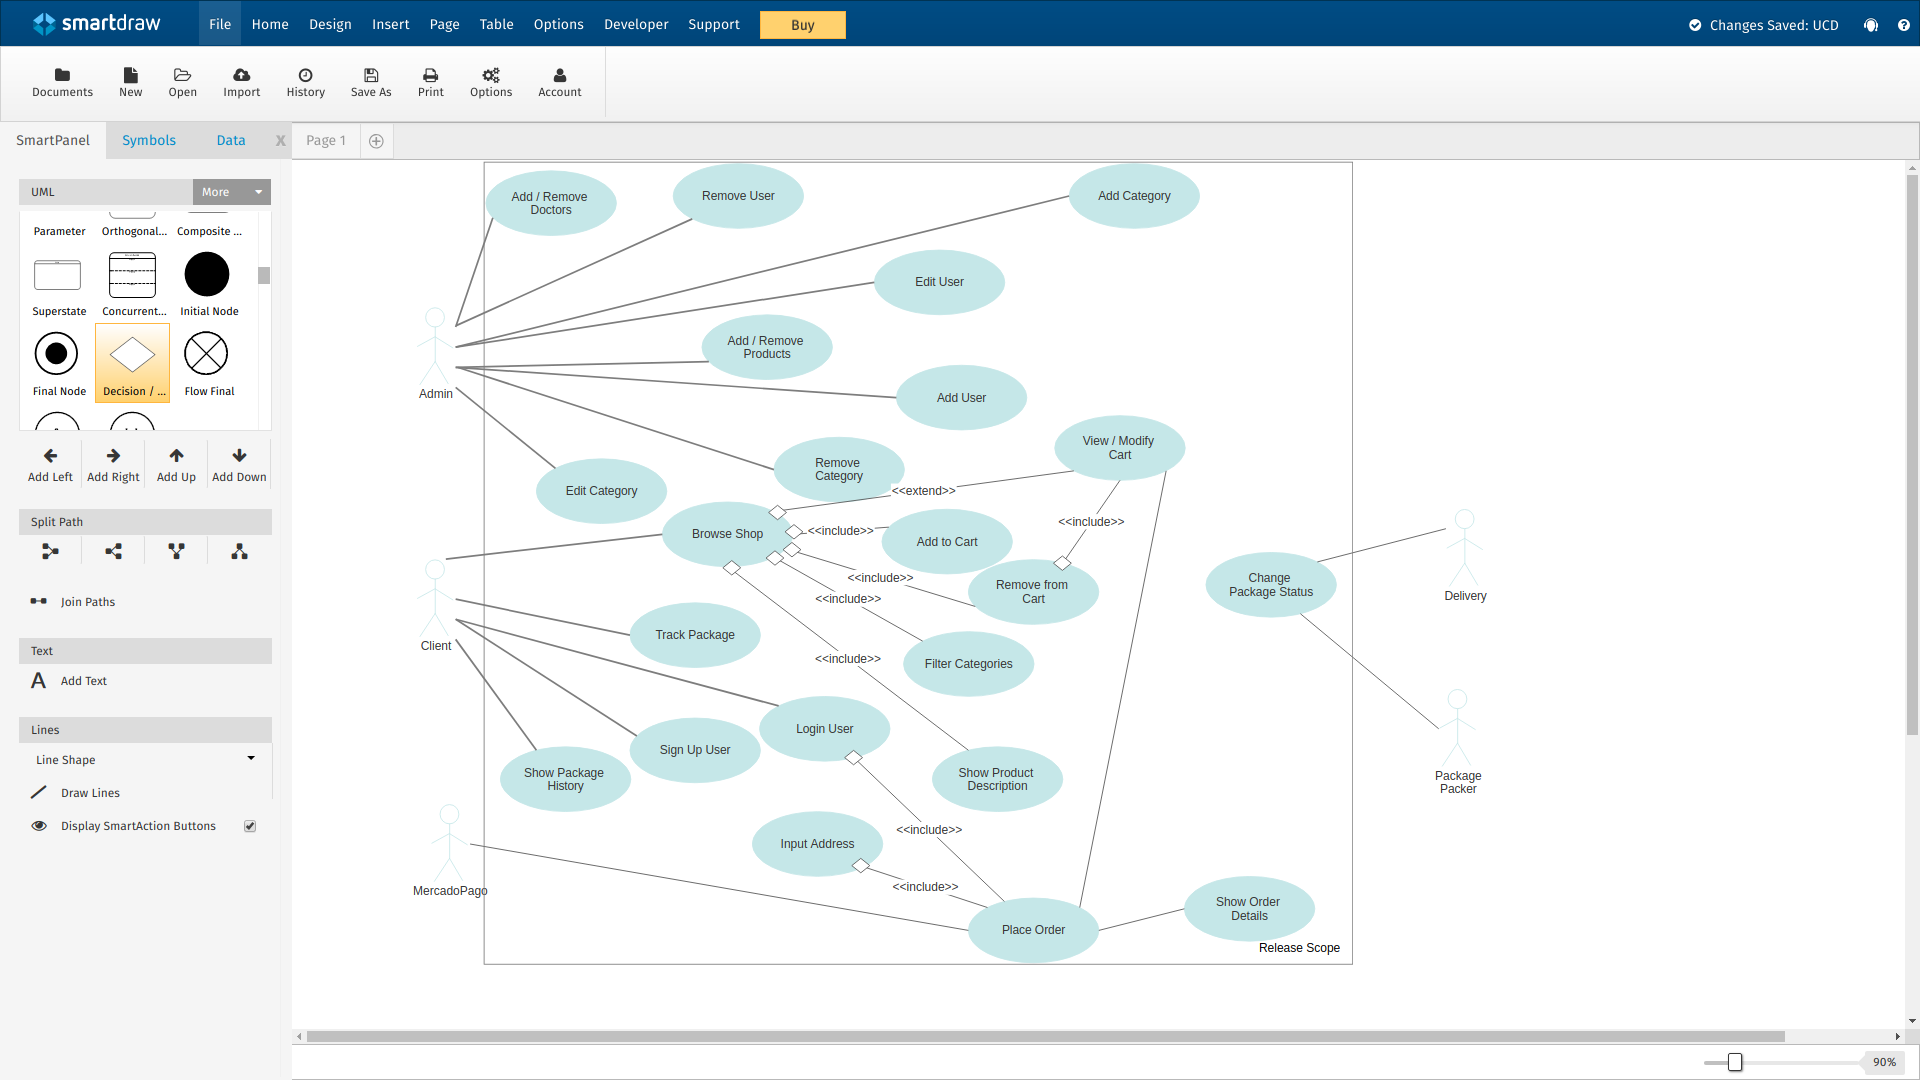 smartdraw
File
Home
Design
Insert
Page
Table
Options
Developer
Support
Buy
Changes Saved: UCD
Documents
New
Open
Import
History
Save As
Print
Options
Account
SmartPanel
Symbols
Data
X
Page 1
UML
More
Parameter
Orthogonal...
Composite ...
Superstate
Concurrent...
Initial Node
Final Node
Decision / ...
Flow Final
Add Left
Add Right
Add Up
Add Down
Split Path
Join Paths
Text
A
Add Text
Lines
Line Shape
Draw Lines
Display SmartAction Buttons
Add / Remove
Doctors
Remove User
Add Category
Edit User
Add / Remove
Products
Admin
Add User
View / Modify
Cart
Remove
Category
Edit Category
<<extend>>
Browse Shop
<<include>>
<<include>>
Add to Cart
<<include>>
Remove from
Cart
<<include>>
Change
Package Status
Delivery
Client
Track Package
<<include>>
Filter Categories
Login User
Sign Up User
Show Package
History
Show Product
Description
Package
Packer
<<include>>
Input Address
<<include>>
MercadoPago
Place Order
Show Order
Details
Release Scope
90%